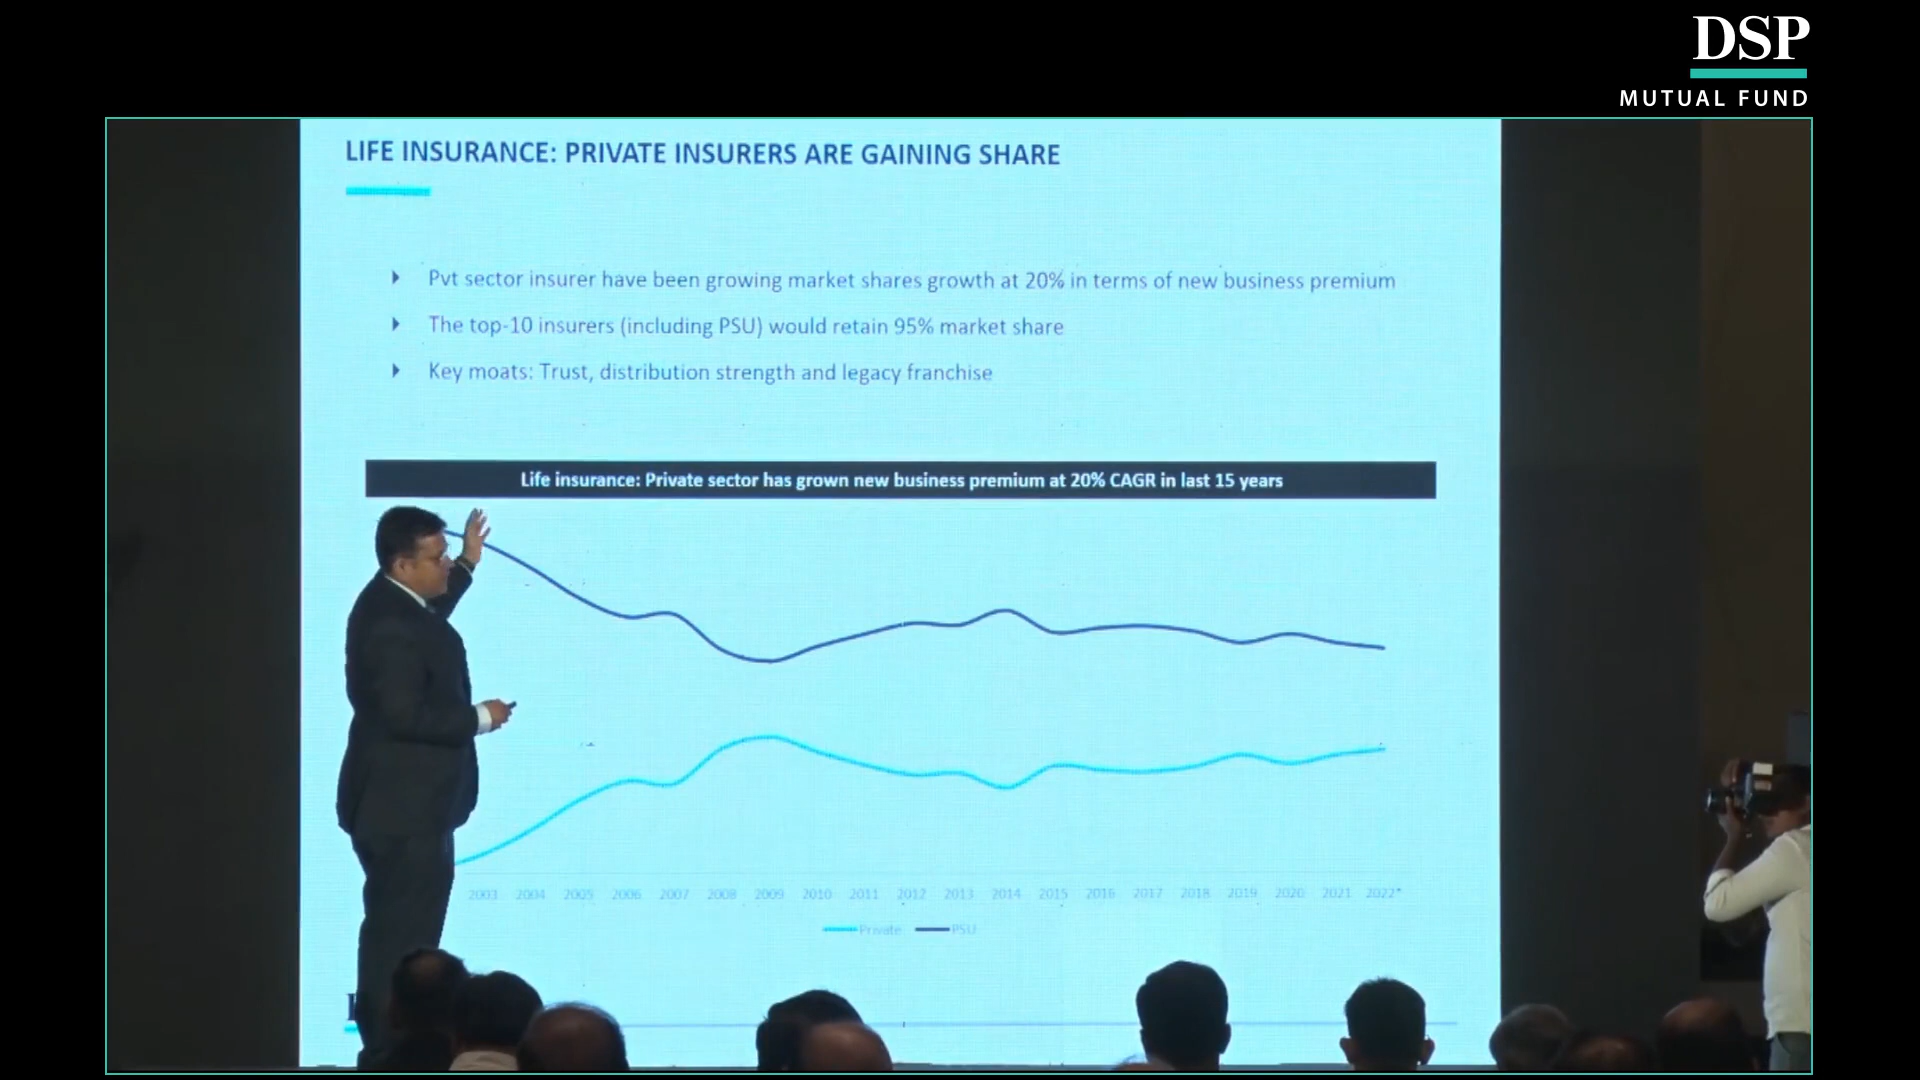 DSP
MUTUAL FUND
LIFE INSURANCE: PRIVATE INSURERS ARE GAINING SHARE
Pvt sector insurer have been growing market shares growth at 20% in terms of new business premium
The top-10 insurers (including PSU) would retain 95% market share
Key moats: Trust, distribution strength and legacy franchise
Life insurance: Private sector has grown new business premium at 20% CAGR in last 15 years
2003 2004 2005 2006 2007 2008 2009 2010 2011 2012 2013 2014 2015 2016 2017 2018 2019 2020 2021 2022*
Private PSU